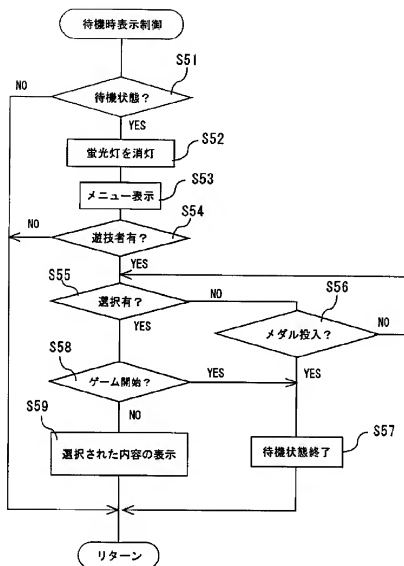 待機時表示制御
S51
NO
待機状態?
YES
S52
蛍光灯を消灯
S53
メニュー表示
S54
NO
遊技者有?
YES
S55
選択有?
NO
S56
メダル投入?
NO
YES
YES
S58
ゲーム開始?
YES
NO
S59
選択された内容の表示
S57
待機状態終了
リターン